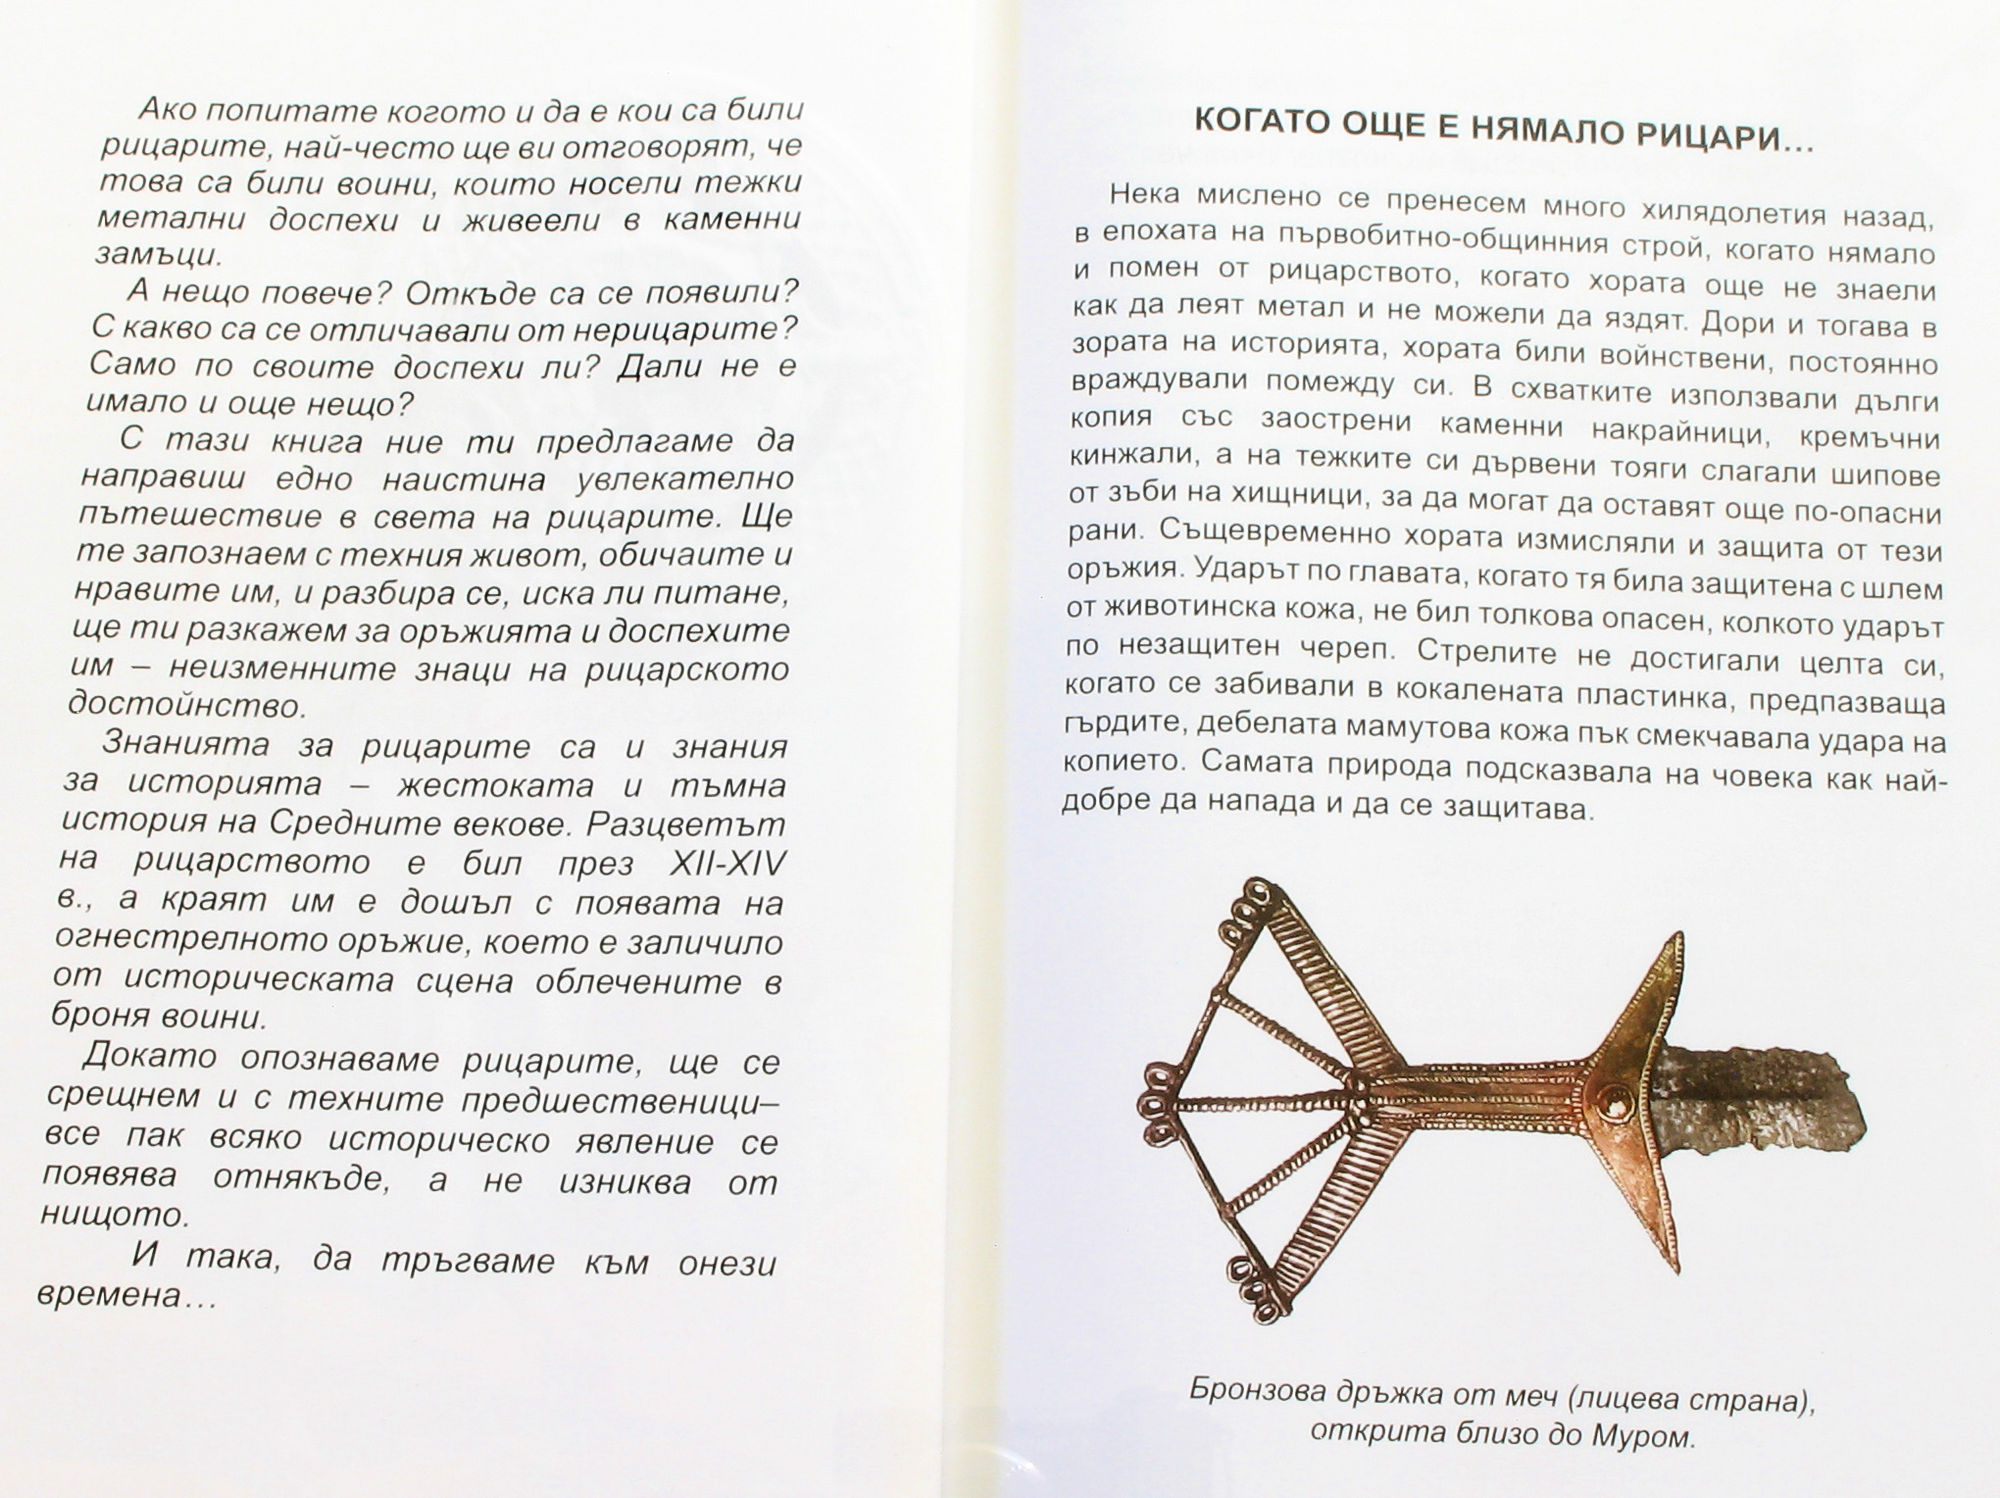 Ако попитате когото и да е кои са били
рицарите, най-често ще ви отговорят, че
това са били воини, които носели тежки
метални доспехи и живеели в каменни
замъци.
А нещо повече? Откъде са се появили?
С какво са се отличавали от нерицарите?
Само по своите доспехи ли? Дали не е
имало и още нещо?
С тази книга ние ти предлагаме да
направиш едно наистина увлекателно
пътешествие в света на рицарите. Ще
те запознаем с техния живот, обичаите и
нравите им, и разбира се, иска ли питане,
ще ти разкажем за оръжията и доспехите
им – неизменните знаци на рицарското
достойнство.
Знанията за рицарите са и знания
за историята – жестоката и тъмна
история на Средните векове. Разцветът
на рицарството е бил през XII-XIV
в., а краят им е дошъл с появата на
огнестрелното оръжие, което е заличило
от историческата сцена облечените в
броня воини.
Докато опознаваме рицарите, ще се
срещнем и с техните предшественици–
все пак всяко историческо явление се
появява отнякъде, а не изниква от
нищото.
И така, да тръгваме към онези
времена...
КОГАТО ОЩЕ Е НЯМАЛО РИЦАРИ...
Нека мислено се пренесем много хилядолетия назад,
в епохата на първобитно-общинния строй, когато нямало
и помен от рицарството, когато хората още не знаели
как да леят метал и не можели да яздят. Дори и тогава в
зората на историята, хората били войнствени, постоянно
враждували помежду си. В схватките използвали дълги
копия със заострени каменни накрайници, кремъчни
кинжали, а на тежките си дървени тояги слагали шипове
от зъби на хищници, за да могат да оставят още по-опасни
рани. Същевременно хората измисляли и защита от тези
оръжия. Ударът по главата, когато тя била защитена с шлем
от животинска кожа, не бил толкова опасен, колкото ударът
по незащитен череп. Стрелите не достигали целта си,
когато се забивали в кокалената пластинка, предпазваща
гърдите, дебелата мамутова кожа пък смекчавала удара на
копието. Самата природа подсказвала на човека как най-
добре да напада и да се защитава.
Бронзова дръжка от меч (лицева страна),
открита близо до Муром.